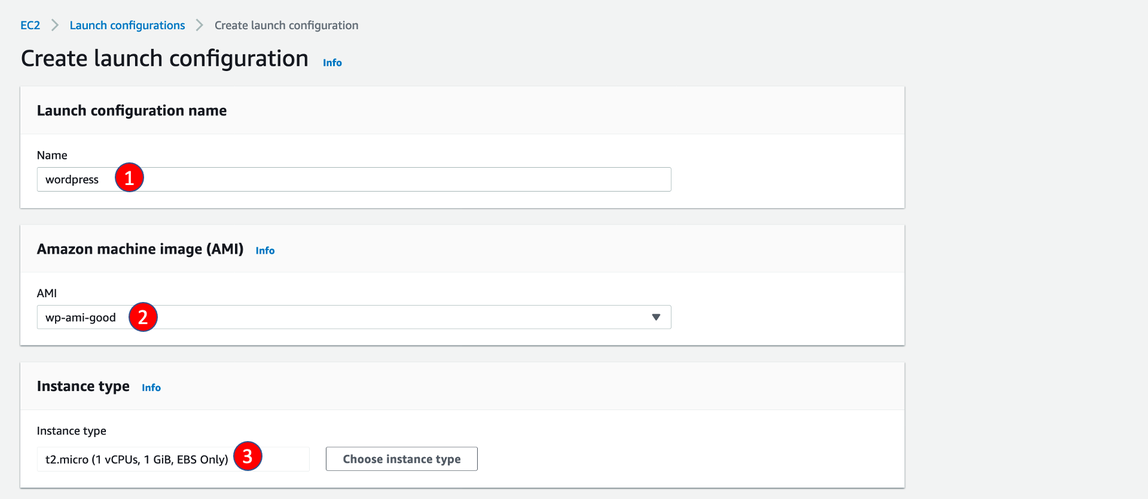 EC2 > Launch configurations > Create launch configuration
Create launch configuration Info
Launch configuration name
Name
wordpress 1
Amazon machine image (AMI) Info
AMI
wp-ami-good 2
Instance type Info
Instance type
t2.micro (1 vCPUs, 1 GiB, EBS Only) 3 Choose instance type